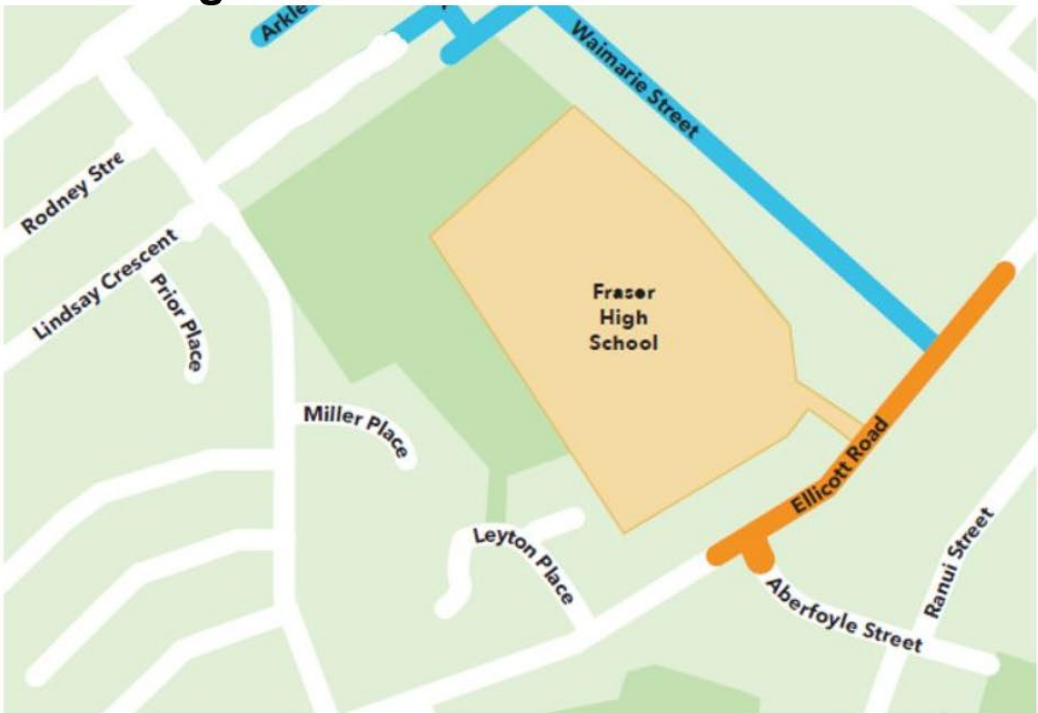 Arkle
Waimarie Street
Rodney Stre
Lindsay Crescent
Prior Place
Fraser
High
School
Miller Place
Ellicott Road
Leyton Place
Ranui Street
Aberfoyle Street